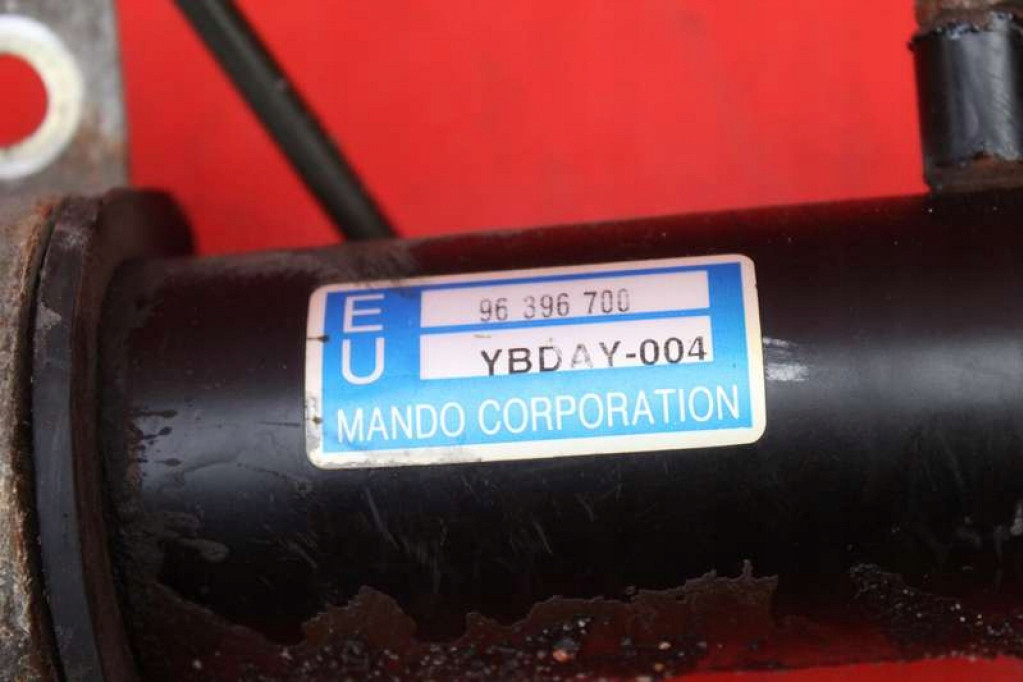 EU
96 396 700
YBDAY-004
MANDO CORPORATION